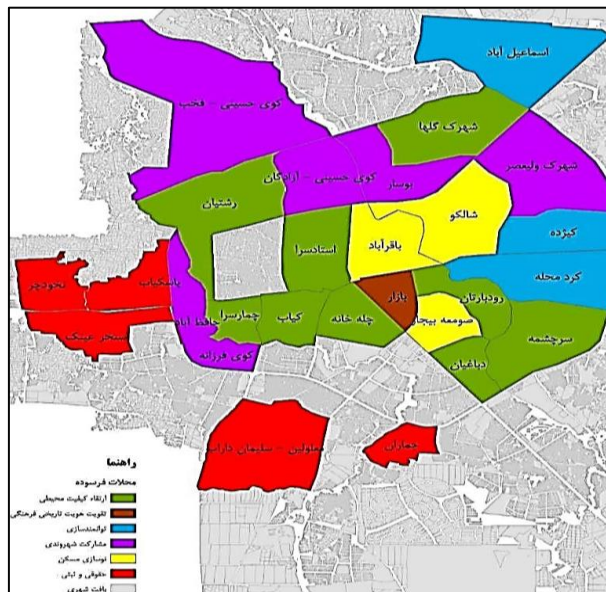 اسماعیل آباد
کوی حسینی – فخب
شهرک گلها
شهرک ولیعصر
بوسار
کوی حسینی – آزادگان
رشتیان
شالکو
کیژده
باقرآباد
استادسرا
کرد محله
پاسکیاب
نخودچر
رودبارتان
بازار
صومعه بیجار
حافظ آباد
چمارسرا
کیاب
چله خانه
سرچشمه
سنجر عینک
کوی فرزانه
دباغیان
معلولین – سلیمان داراب
جماران
راهنما
محلات فرسوده
ارتقاء کیفیت محیطی
تقویت هویت تاریخی فرهنگی
توانمندسازی
مشارکت شهروندی
نوسازی مسکن
حقوقی و ثبتی
بافت شهری